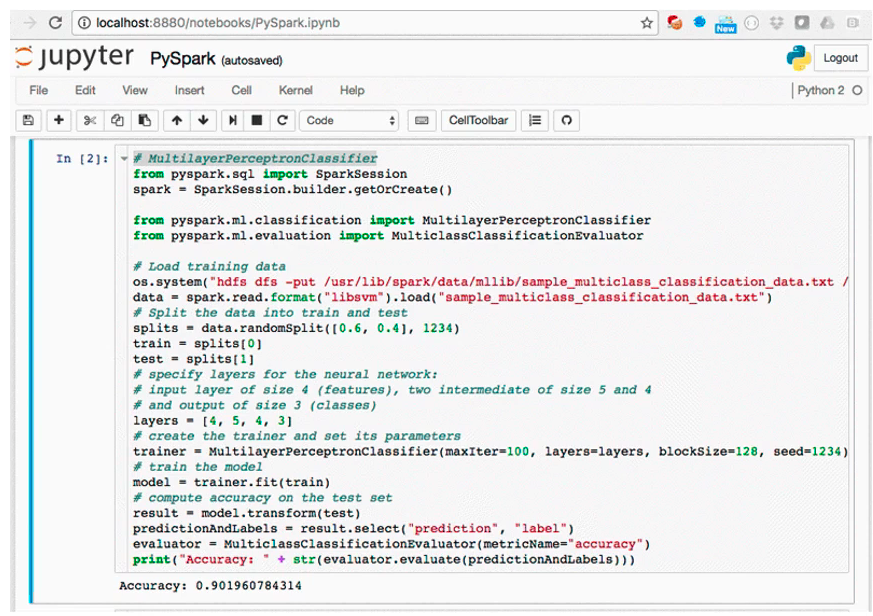 localhost:8880/notebooks/PySpark.ipynb
New
jupyter PySpark (autosaved)
Logout
File Edit View Insert Cell Kernel Help
Python 2
Code CellToolbar
In [2]:
# MultilayerPerceptronClassifier
from pyspark.sql import SparkSession
spark = SparkSession.builder.getOrCreate()
from pyspark.ml.classification import MultilayerPerceptronClassifier
from pyspark.ml.evaluation import MulticlassClassificationEvaluator
# Load training data
os.system("hdfs dfs -put /usr/lib/spark/data/mllib/sample_multiclass_classification_data.txt /
data = spark.read.format("libsvm").load("sample_multiclass_classification_data.txt")
# Split the data into train and test
splits = data.randomSplit([0.6, 0.4], 1234)
train = splits[0]
test = splits[1]
# specify layers for the neural network:
# input layer of size 4 (features), two intermediate of size 5 and 4
# and output of size 3 (classes)
layers = [4, 5, 4, 3]
# create the trainer and set its parameters
trainer = MultilayerPerceptronClassifier(maxIter=100, layers=layers, blockSize=128, seed=1234)
# train the model
model = trainer.fit(train)
# compute accuracy on the test set
result = model.transform(test)
predictionAndLabels = result.select("prediction", "label")
evaluator = MulticlassClassificationEvaluator(metricName="accuracy")
print("Accuracy: " + str(evaluator.evaluate(predictionAndLabels)))
Accuracy: 0.901960784314